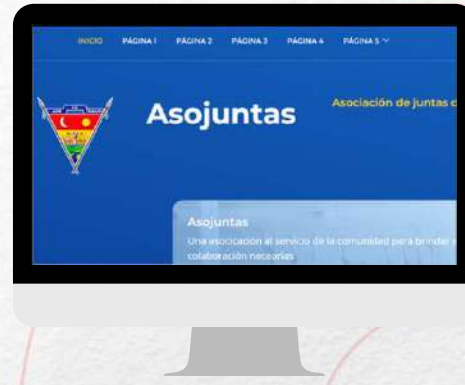 INICIO PÁGINA 1 PÁGINA 2 PÁGINA 3 PÁGINA 4 PÁGINA 5
Asojuntas
Asociación de juntas d
Asojuntas
Una asociación al servicio de la comunidad para brindar
colaboración necearias